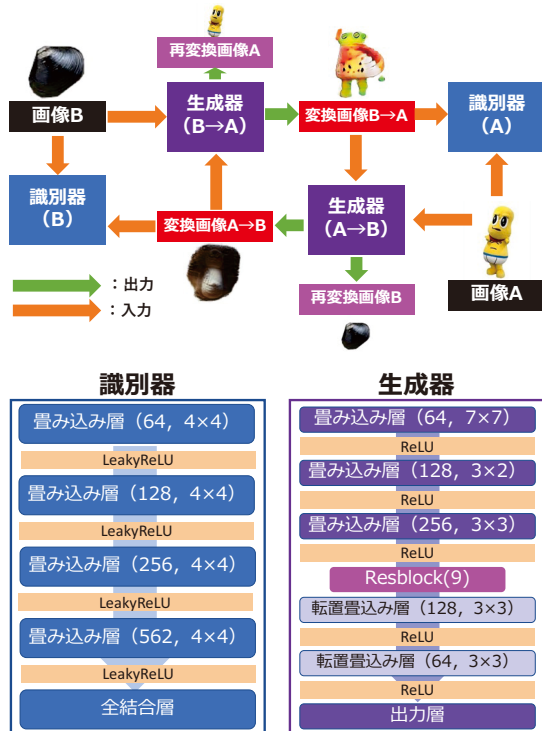 再変換画像A
画像B
生成器
(B→A)
変換画像B→A
識別器
(A)
識別器
(B)
変換画像A→B
生成器
(A→B)
：出力
：入力
再変換画像B
画像A
識別器
畳み込み層（64，4×4）
LeakyReLU
畳み込み層（128，4×4）
LeakyReLU
畳み込み層（256，4×4）
LeakyReLU
畳み込み層（562，4×4）
LeakyReLU
全結合層
生成器
畳み込み層（64，7×7）
ReLU
畳み込み層（128，3×2）
ReLU
畳み込み層（256，3×3）
ReLU
Resblock(9)
転置畳込み層（128，3×3）
ReLU
転置畳込み層（64，3×3）
ReLU
出力層